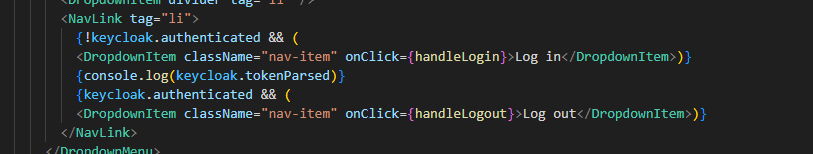 <DropdownItem divider tag="li" />
<NavLink tag="li">
{!keycloak.authenticated && (
<DropdownItem className="nav-item" onClick={handleLogin}>Log in</DropdownItem>)}
{console.log(keycloak.tokenParsed)}
{keycloak.authenticated && (
<DropdownItem className="nav-item" onClick={handleLogout}>Log out</DropdownItem>)}
</NavLink>
</DropdownMenu>